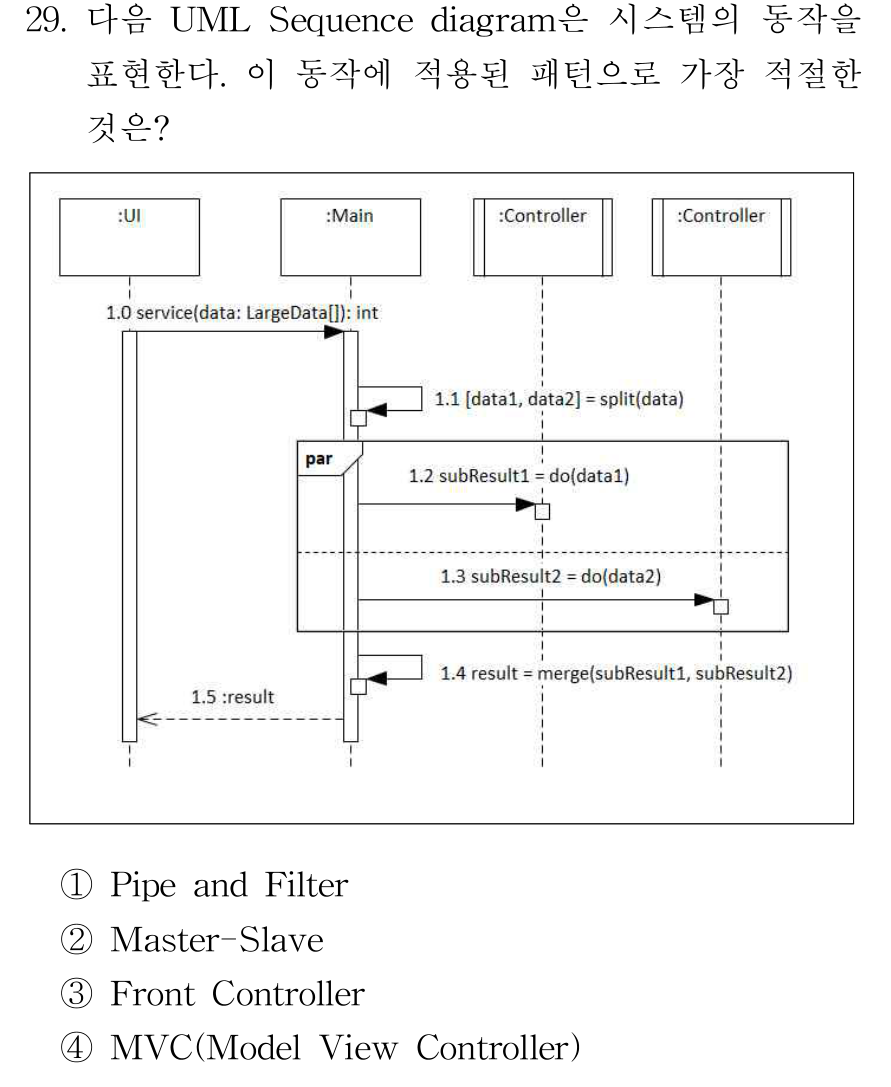 29. 다음 UML Sequence diagram은 시스템의 동작을
표현한다. 이 동작에 적용된 패턴으로 가장 적절한
것은?
:UI
:Main
:Controller
:Controller
1.0 service(data: LargeData[]): int
1.1 [data1, data2] = split(data)
par
1.2 subResult1 = do(data1)
1.3 subResult2 = do(data2)
1.4 result = merge(subResult1, subResult2)
1.5 :result
① Pipe and Filter
② Master-Slave
③ Front Controller
④ MVC(Model View Controller)